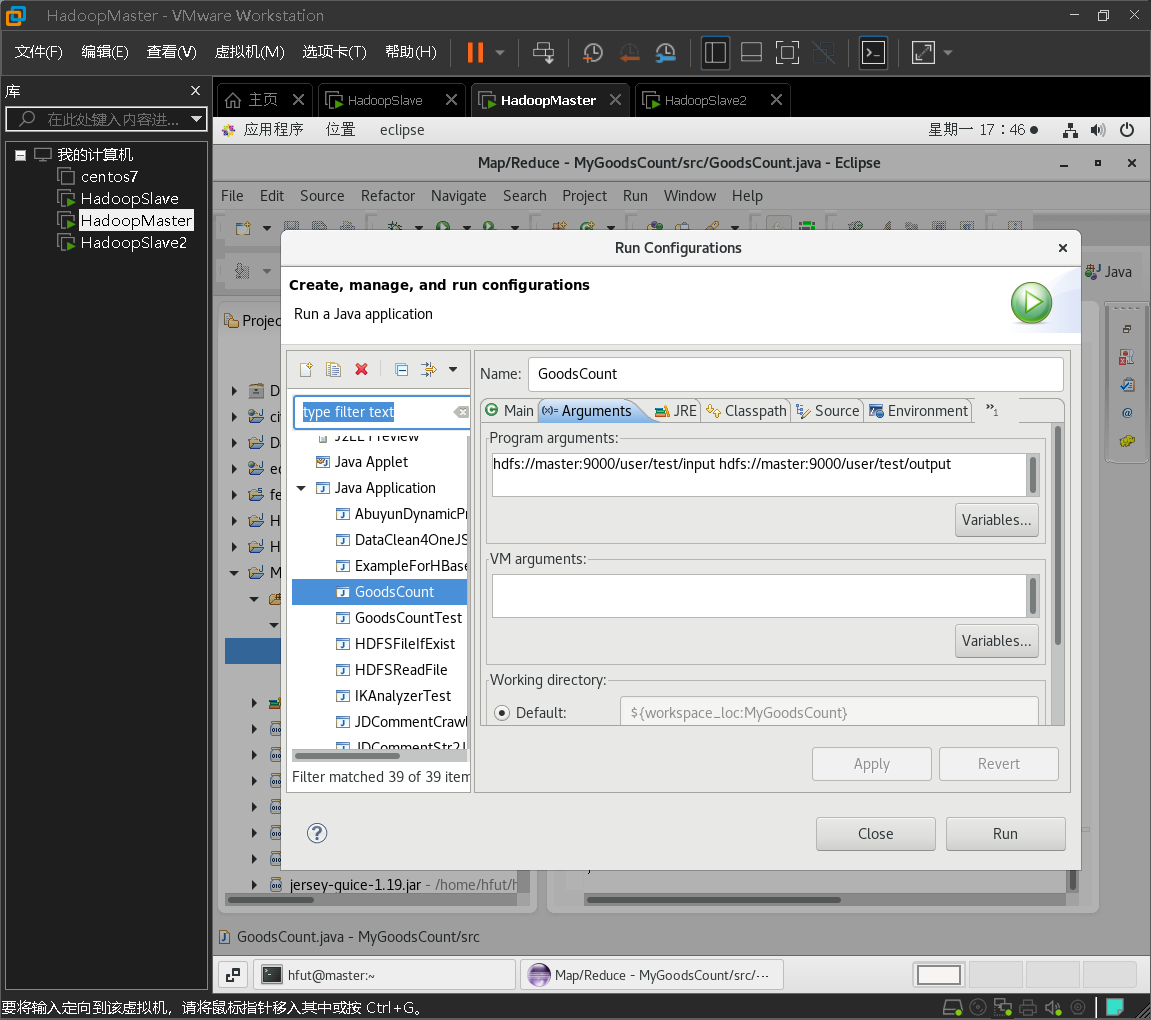 HadoopMaster - VMware Workstation
文件(F) 编辑(E) 查看(V) 虚拟机(M) 选项卡(T) 帮助(H)
库
在此处键入内容进...
我的计算机
centos7
HadoopSlave
HadoopMaster
HadoopSlave2
主页 HadoopSlave HadoopMaster HadoopSlave2
应用程序 位置 eclipse 星期一 17：46
Map/Reduce - MyGoodsCount/src/GoodsCount.java - Eclipse
File Edit Source Refactor Navigate Search Project Run Window Help
Java
Projec
Run Configurations
Create, manage, and run configurations
Run a Java application
type filter text
J2EE Preview
Java Applet
Java Application
AbuyunDynamicPr
DataClean4OneJS
ExampleForHBase
GoodsCount
GoodsCountTest
HDFSFileIfExist
HDFSReadFile
IKAnalyzerTest
JDCommentCrawl
JDCommentStr2J
Filter matched 39 of 39 item
Name: GoodsCount
Main Arguments JRE Classpath Source Environment »1
Program arguments:
hdfs://master:9000/user/test/input hdfs://master:9000/user/test/output
Variables...
VM arguments:
Variables...
Working directory:
Default: ${workspace_loc:MyGoodsCount}
Apply Revert
Close Run
jersey-guice-1.19.jar - /home/hfut/h
GoodsCount.java - MyGoodsCount/src
hfut@master:~ Map/Reduce - MyGoodsCount/src/···
要将输入定向到该虚拟机，请将鼠标指针移入其中或按 Ctrl+G。